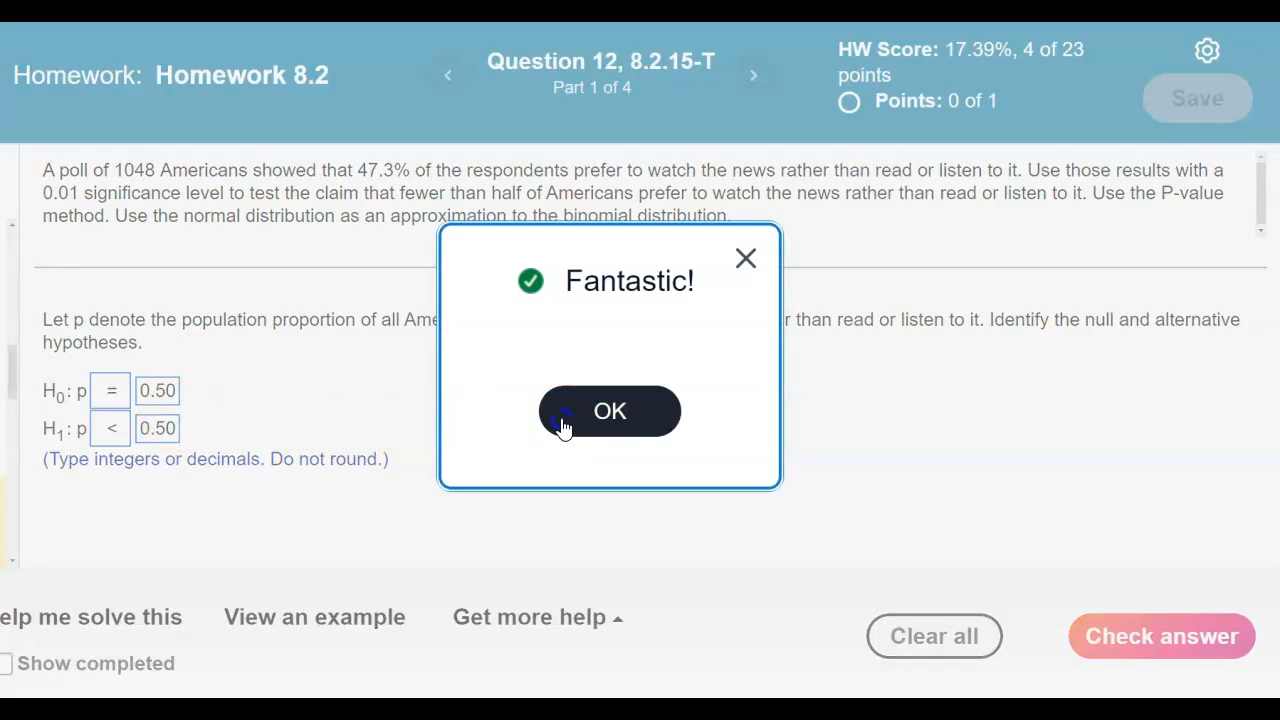 Homework: Homework 8.2
Question 12, 8.2.15-T
Part 1 of 4
HW Score: 17.39%, 4 of 23
points
Points: 0 of 1
Save
A poll of 1048 Americans showed that 47.3% of the respondents prefer to watch the news rather than read or listen to it. Use those results with a
0.01 significance level to test the claim that fewer than half of Americans prefer to watch the news rather than read or listen to it. Use the P-value
method. Use the normal distribution as an approximation to the binomial distribution.
Fantastic!
OK
Let p denote the population proportion of all Ame
r than read or listen to it. Identify the null and alternative
hypotheses.
H0: p = 0.50
H1: p < 0.50
(Type integers or decimals. Do not round.)
elp me solve this
View an example
Get more help
Clear all
Check answer
Show completed